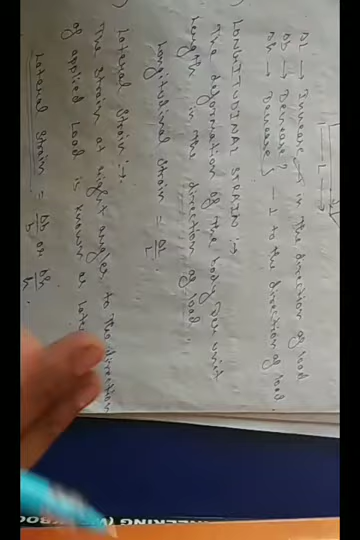 L
δL → Increase → in the direction of load
δb → Decrease }
δh → Decrease } – ⊥ to the direction of load
) LONGITUDINAL STRAIN :→
The deformation of the body per unit
length in the direction of load.
Longitudinal Strain = δL/L.
) Lateral Strain :→
The strain at right angles to the direction
of applied load is known as late
Lateral Strain = δb/b or δh/h.